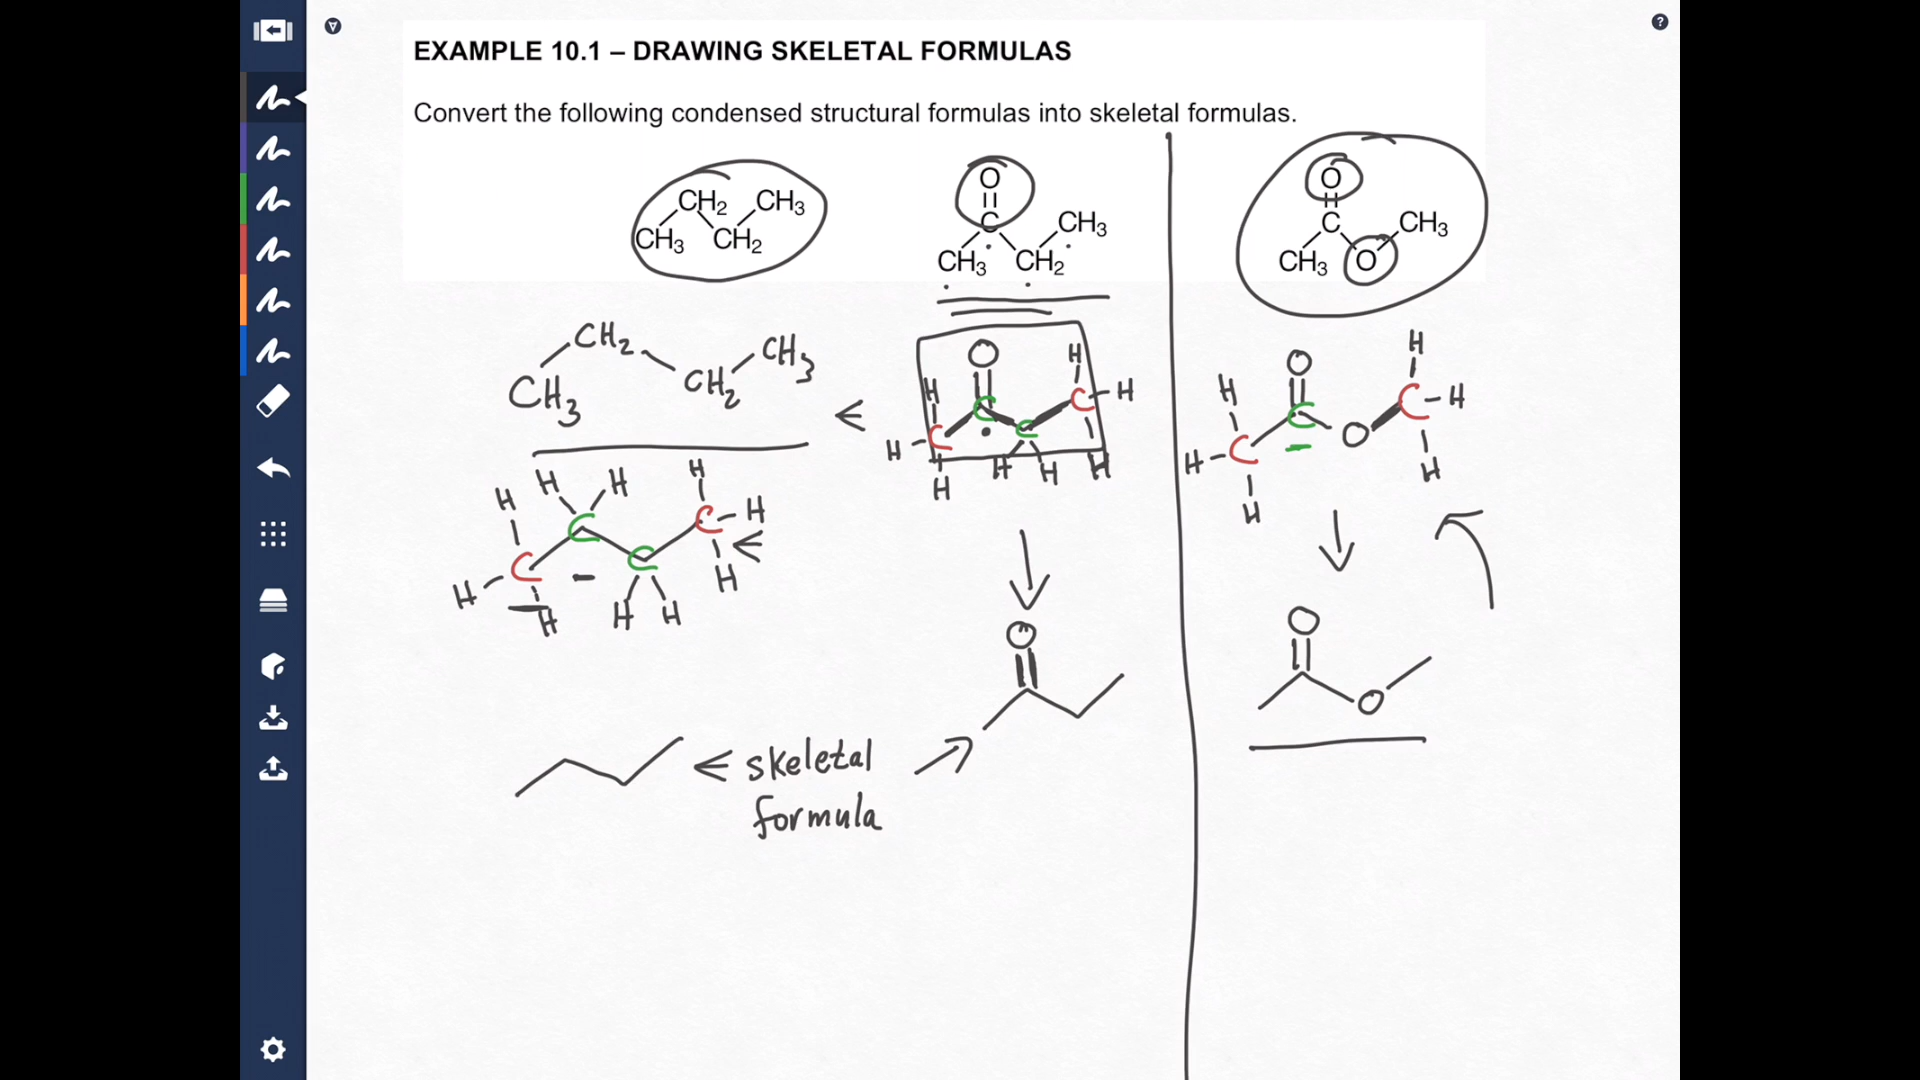 EXAMPLE 10.1 – DRAWING SKELETAL FORMULAS
Convert the following condensed structural formulas into skeletal formulas.
CH₂ CH₃
CH₃ CH₂
O
C CH₃
CH₃ CH₂
O
C CH₃
CH₃ O
CH₂ CH₃
CH₃ CH₂
H H H H
C C H
C C
H H H H H
O H
H C C H
H C C
H H H H
O H
H C C H
H C O
H H
O
O
O
skeletal
formula